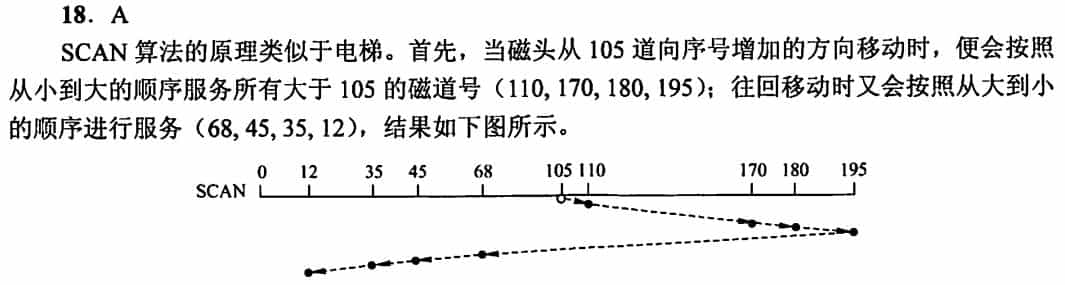 18. A
SCAN 算法的原理类似于电梯。首先，当磁头从 105 道向序号增加的方向移动时，便会按照
从小到大的顺序服务所有大于 105 的磁道号（110, 170, 180, 195）；往回移动时又会按照从大到小
的顺序进行服务（68, 45, 35, 12），结果如下图所示。
0 12 35 45 68 105 110 170 180 195
SCAN